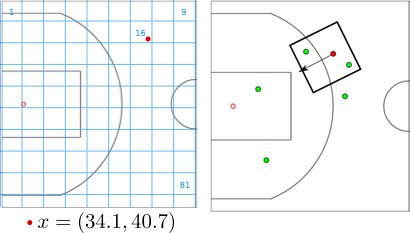 1 9
16
81
x = (34.1, 40.7)